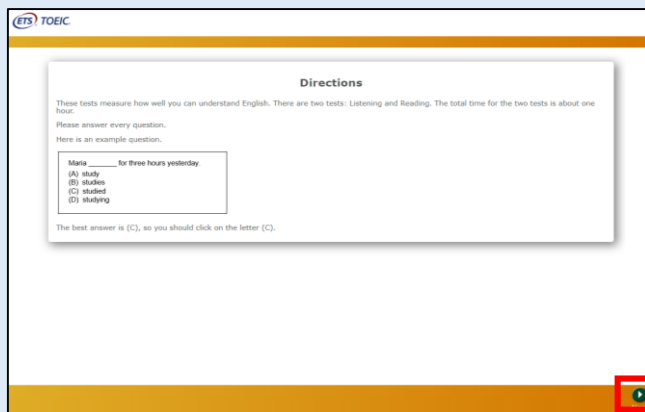 ETS TOEIC.
Directions
These tests measure how well you can understand English. There are two tests: Listening and Reading. The total time for the two tests is about one
hour.
Please answer every question.
Here is an example question.
Maria ______ for three hours yesterday.
(A) study
(B) studies
(C) studied
(D) studying
The best answer is (C), so you should click on the letter (C).